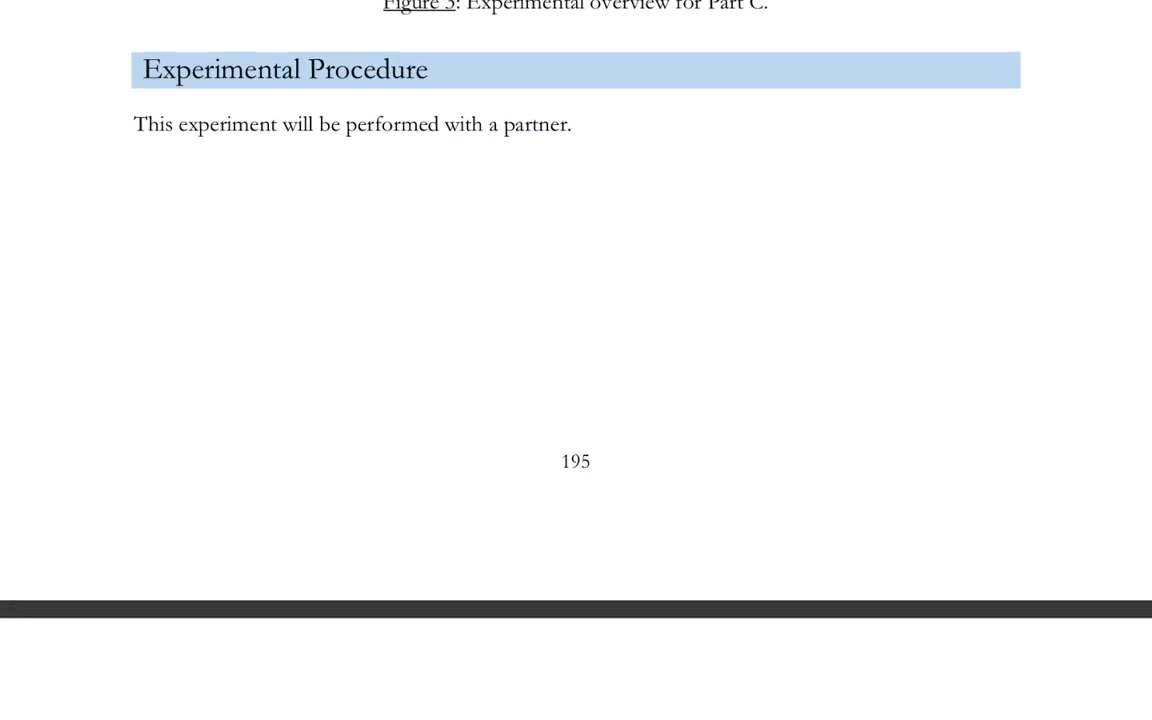 Figure 3: Experimental overview for Part C.
Experimental Procedure
This experiment will be performed with a partner.
195